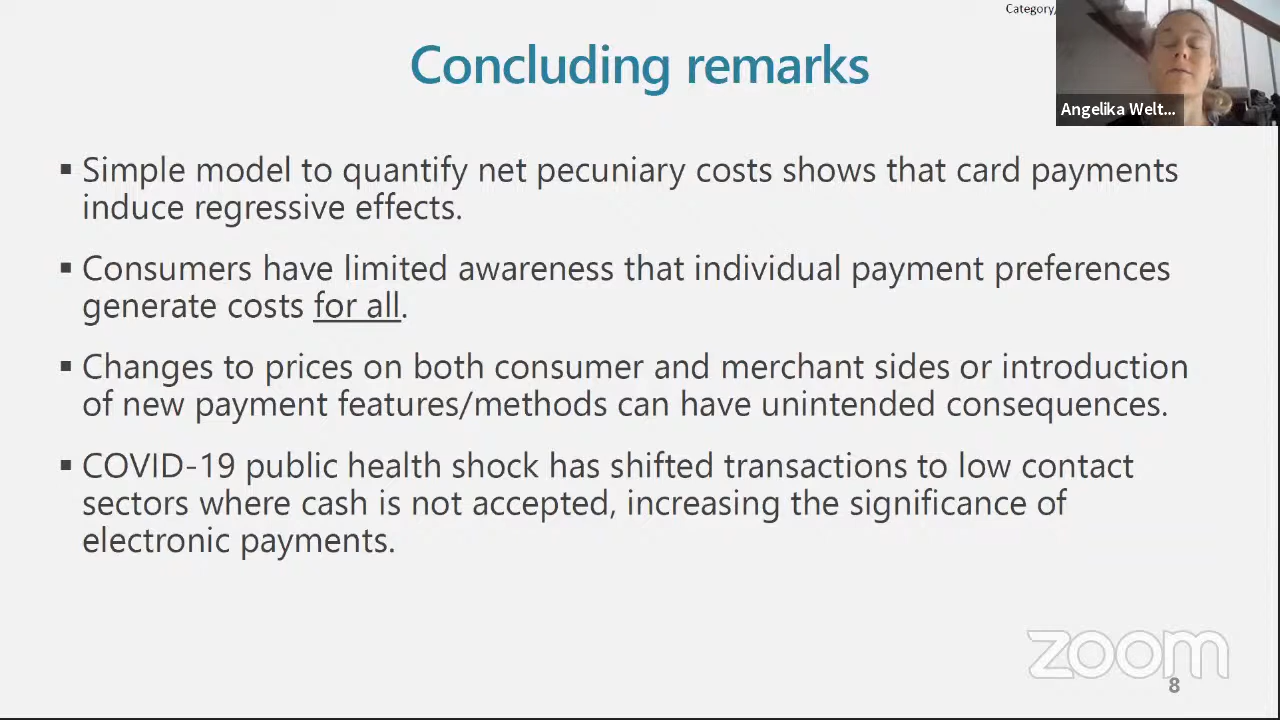 Category/
Concluding remarks
Angelika Welt...
▪ Simple model to quantify net pecuniary costs shows that card payments
induce regressive effects.
▪ Consumers have limited awareness that individual payment preferences
generate costs for all.
▪ Changes to prices on both consumer and merchant sides or introduction
of new payment features/methods can have unintended consequences.
▪ COVID-19 public health shock has shifted transactions to low contact
sectors where cash is not accepted, increasing the significance of
electronic payments.
zoom
8